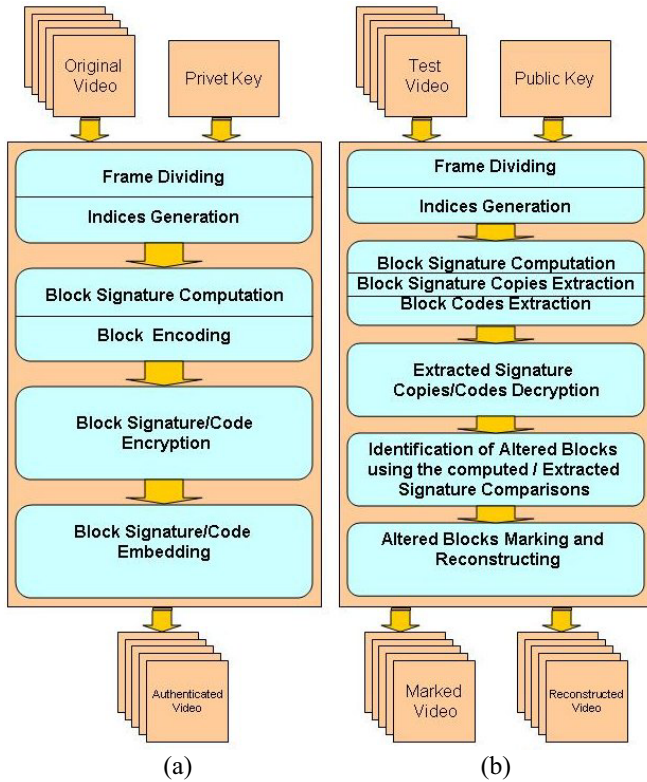 Original
Video
Privet Key
Frame Dividing
Indices Generation
Block Signature Computation
Block Encoding
Block Signature/Code
Encryption
Block Signature/Code
Embedding
Authenticated
Video
(a)
Test
Video
Public Key
Frame Dividing
Indices Generation
Block Signature Computation
Block Signature Copies Extraction
Block Codes Extraction
Extracted Signature
Copies/Codes Decryption
Identification of Altered Blocks
using the computed / Extracted
Signature Comparisons
Altered Blocks Marking and
Reconstructing
Marked
Video
Reconstructed
Video
(b)